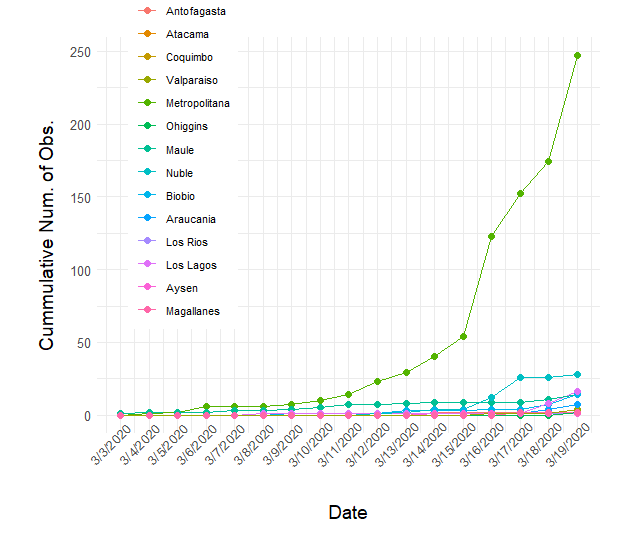 Antofagasta
Atacama
Coquimbo
Valparaiso
Metropolitana
Ohiggins
Maule
Nuble
Biobio
Araucania
Los Rios
Los Lagos
Aysen
Magallanes
Cummulative Num. of Obs.
250
200
150
100
50
0
3/3/2020
3/4/2020
3/5/2020
3/6/2020
3/7/2020
3/8/2020
3/9/2020
3/10/2020
3/11/2020
3/12/2020
3/13/2020
3/14/2020
3/15/2020
3/16/2020
3/17/2020
3/18/2020
3/19/2020
Date